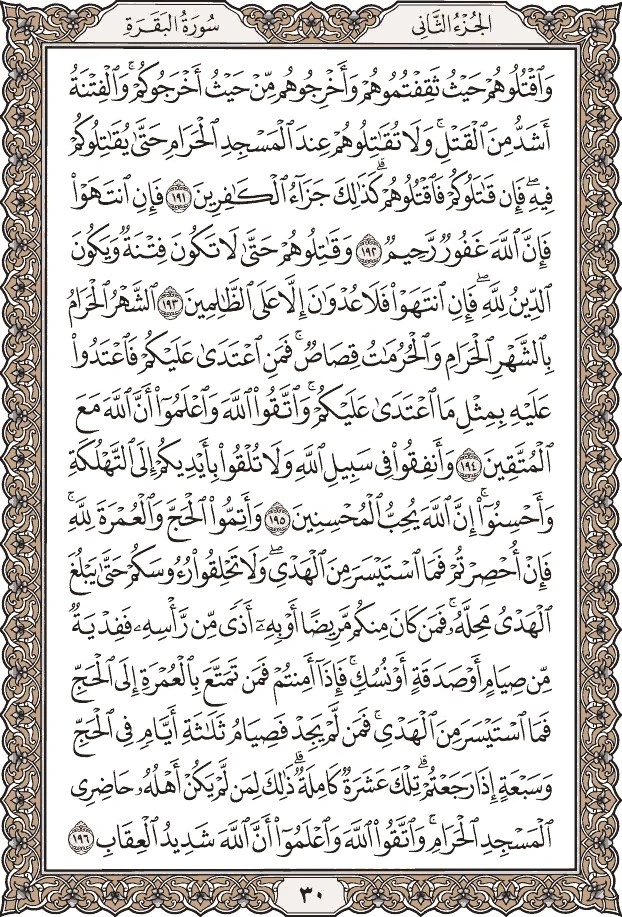 الجُزْءُ الثَّانِي
سُورَةُ البَقَرَةِ
وَٱقْتُلُوهُمْ حَيْثُ ثَقِفْتُمُوهُمْ وَأَخْرِجُوهُم مِّنْ حَيْثُ أَخْرَجُوكُمْۚ وَٱلْفِتْنَةُ
أَشَدُّ مِنَ ٱلْقَتْلِۚ وَلَا تُقَٰتِلُوهُمْ عِندَ ٱلْمَسْجِدِ ٱلْحَرَامِ حَتَّىٰ يُقَٰتِلُوكُمْ
فِيهِۖ فَإِن قَٰتَلُوكُمْ فَٱقْتُلُوهُمْۗ كَذَٰلِكَ جَزَآءُ ٱلْكَٰفِرِينَ ١٩١ فَإِنِ ٱنتَهَوْا۟
فَإِنَّ ٱللَّهَ غَفُورٌ رَّحِيمٌ ١٩٢ وَقَٰتِلُوهُمْ حَتَّىٰ لَا تَكُونَ فِتْنَةٌ وَيَكُونَ
ٱلدِّينُ لِلَّهِۖ فَإِنِ ٱنتَهَوْا۟ فَلَا عُدْوَٰنَ إِلَّا عَلَى ٱلظَّٰلِمِينَ ١٩٣ ٱلشَّهْرُ ٱلْحَرَامُ
بِٱلشَّهْرِ ٱلْحَرَامِ وَٱلْحُرُمَٰتُ قِصَاصٌۚ فَمَنِ ٱعْتَدَىٰ عَلَيْكُمْ فَٱعْتَدُوا۟
عَلَيْهِ بِمِثْلِ مَا ٱعْتَدَىٰ عَلَيْكُمْۚ وَٱتَّقُوا۟ ٱللَّهَ وَٱعْلَمُوٓا۟ أَنَّ ٱللَّهَ مَعَ
ٱلْمُتَّقِينَ ١٩٤ وَأَنفِقُوا۟ فِى سَبِيلِ ٱللَّهِ وَلَا تُلْقُوا۟ بِأَيْدِيكُمْ إِلَى ٱلتَّهْلُكَةِ
وَأَحْسِنُوٓا۟ۚ إِنَّ ٱللَّهَ يُحِبُّ ٱلْمُحْسِنِينَ ١٩٥ وَأَتِمُّوا۟ ٱلْحَجَّ وَٱلْعُمْرَةَ لِلَّهِۚ
فَإِنْ أُحْصِرْتُمْ فَمَا ٱسْتَيْسَرَ مِنَ ٱلْهَدْىِۖ وَلَا تَحْلِقُوا۟ رُءُوسَكُمْ حَتَّىٰ يَبْلُغَ
ٱلْهَدْىُ مَحِلَّهُۥۚ فَمَن كَانَ مِنكُم مَّرِيضًا أَوْ بِهِۦٓ أَذًى مِّن رَّأْسِهِۦ فَفِدْيَةٌ
مِّن صِيَامٍ أَوْ صَدَقَةٍ أَوْ نُسُكٍۚ فَإِذَآ أَمِنتُمْ فَمَن تَمَتَّعَ بِٱلْعُمْرَةِ إِلَى ٱلْحَجِّ
فَمَا ٱسْتَيْسَرَ مِنَ ٱلْهَدْىِۚ فَمَن لَّمْ يَجِدْ فَصِيَامُ ثَلَٰثَةِ أَيَّامٍ فِى ٱلْحَجِّ
وَسَبْعَةٍ إِذَا رَجَعْتُمْۗ تِلْكَ عَشَرَةٌ كَامِلَةٌۗ ذَٰلِكَ لِمَن لَّمْ يَكُنْ أَهْلُهُۥ حَاضِرِى
ٱلْمَسْجِدِ ٱلْحَرَامِۚ وَٱتَّقُوا۟ ٱللَّهَ وَٱعْلَمُوٓا۟ أَنَّ ٱللَّهَ شَدِيدُ ٱلْعِقَابِ ١٩٦
٣٠